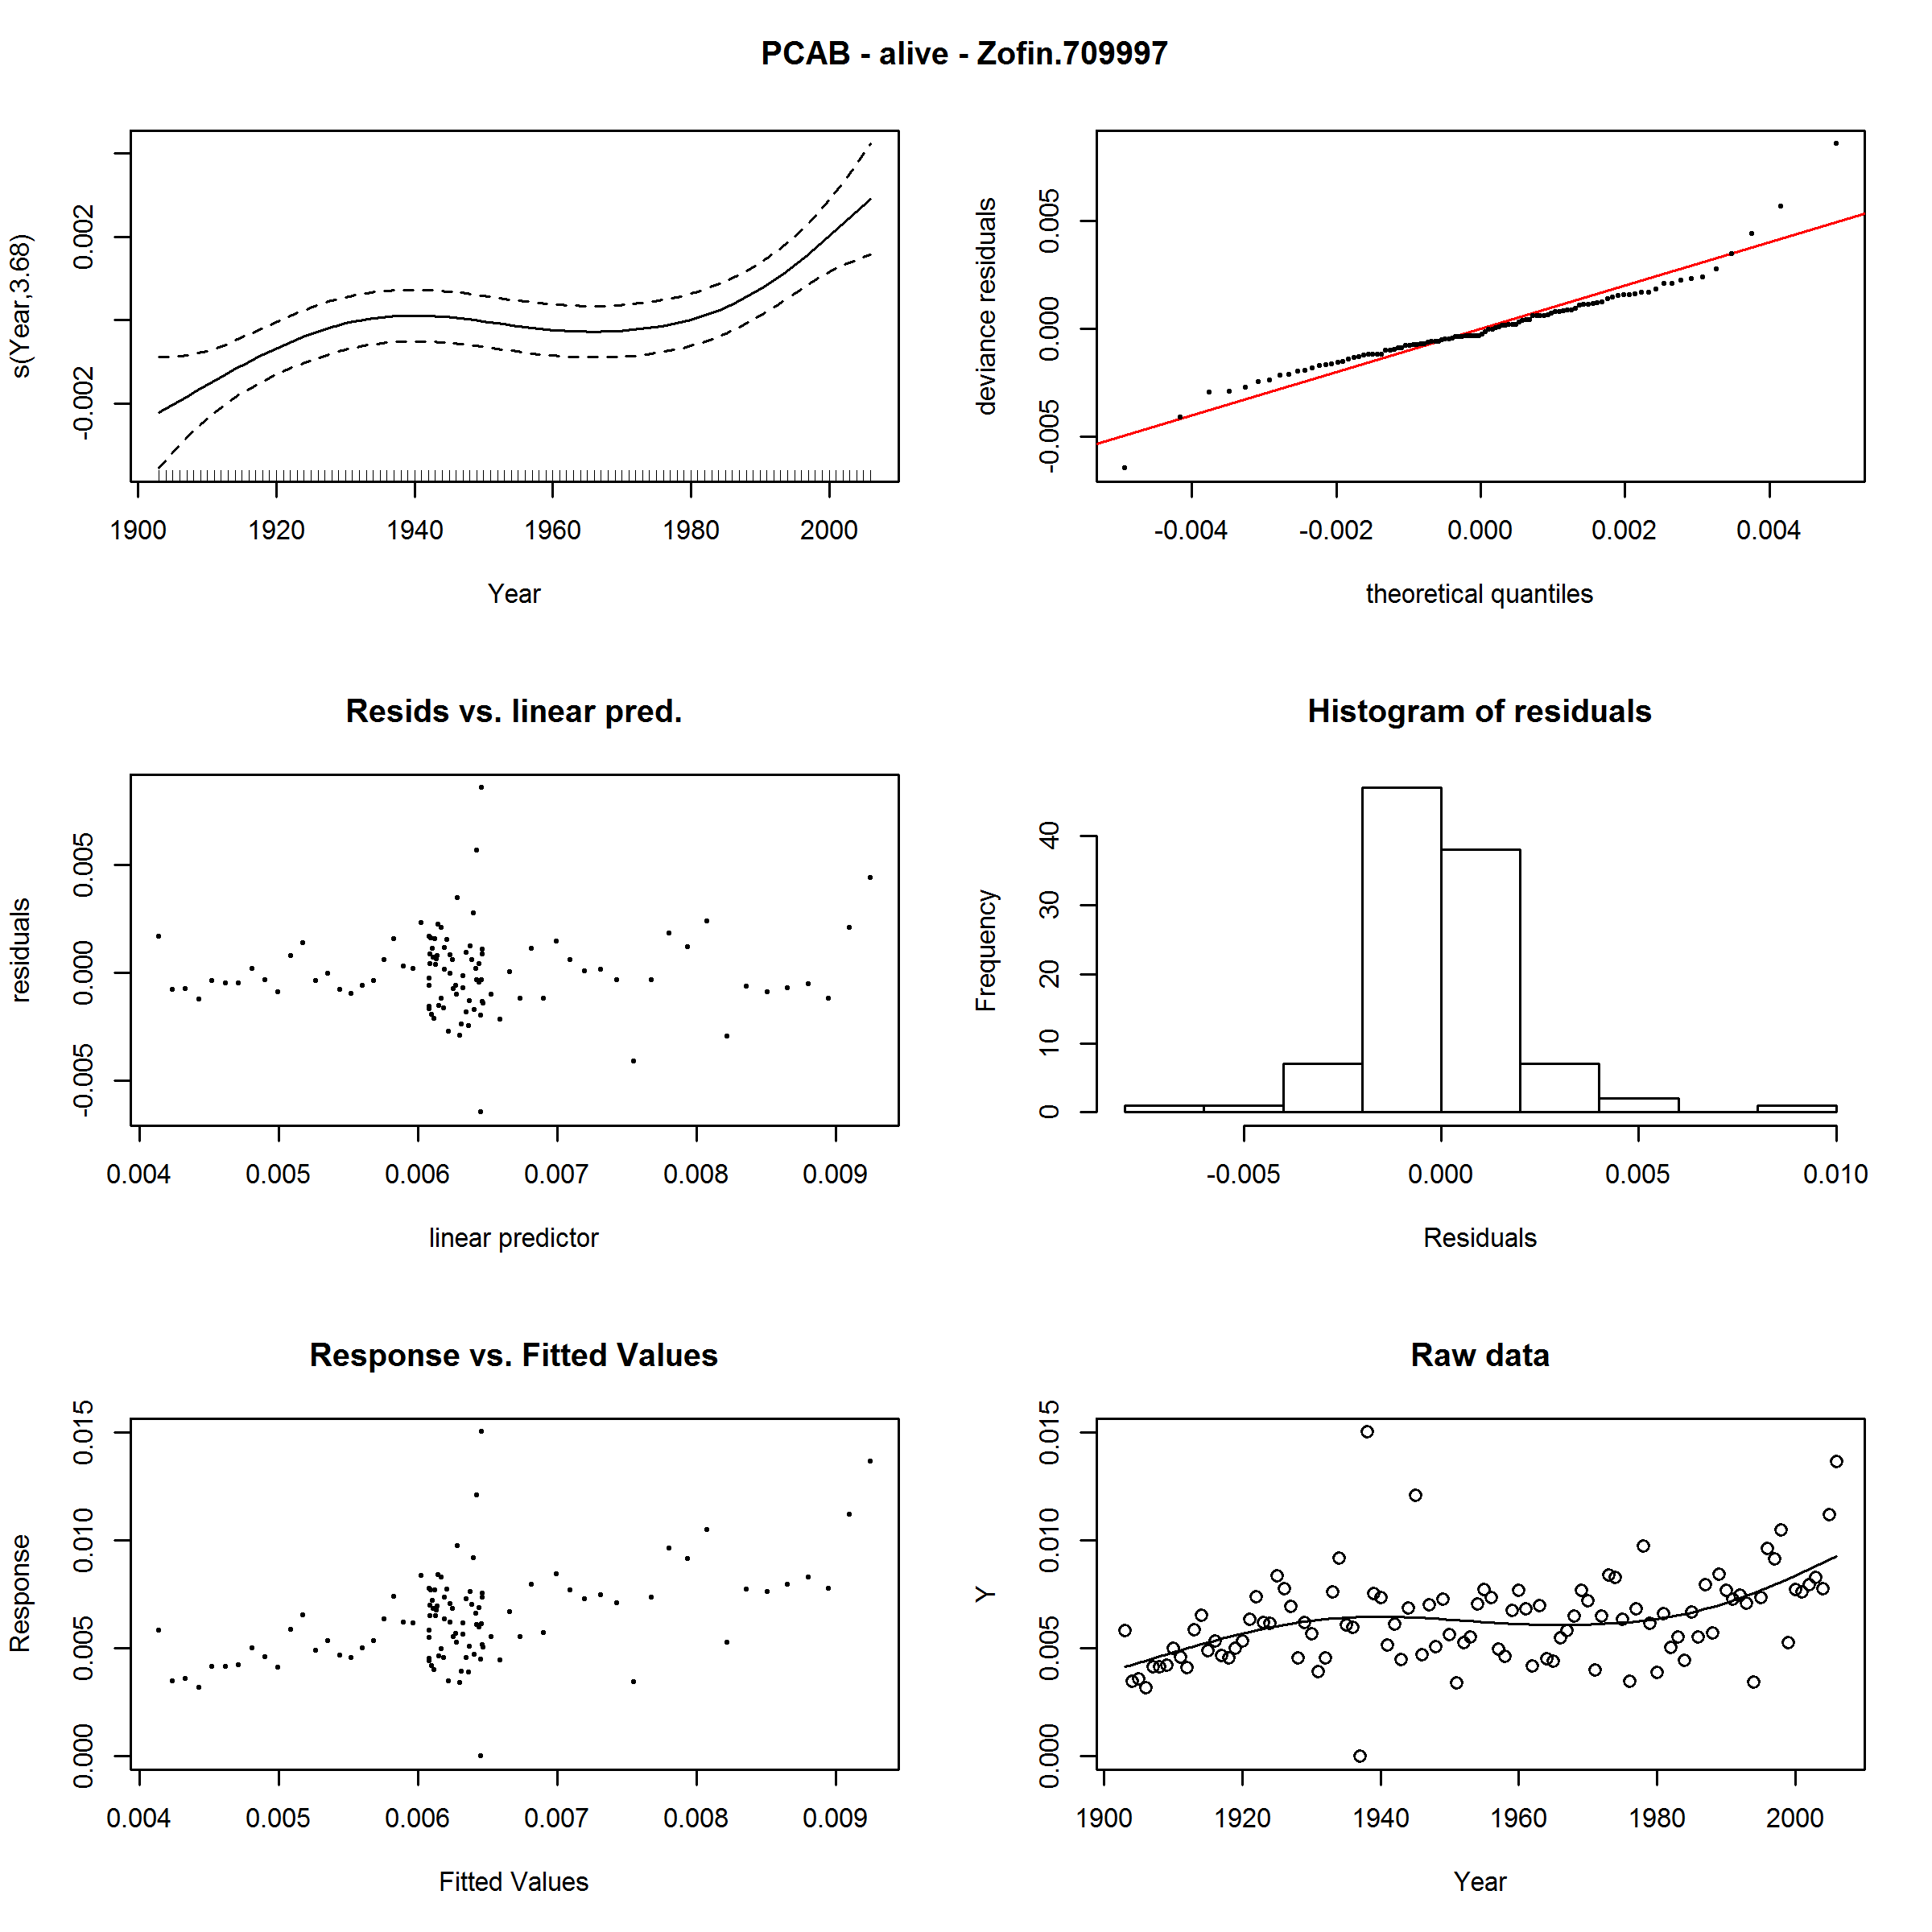 PCAB - alive - Zofin.709997
s(Year,3.68)
-0.002 0.002
1900 1920 1940 1960 1980 2000
Year
deviance residuals
-0.005 0.000 0.005
-0.004 -0.002 0.000 0.002 0.004
theoretical quantiles
Resids vs. linear pred.
residuals
-0.005 0.000 0.005
0.004 0.005 0.006 0.007 0.008 0.009
linear predictor
Histogram of residuals
Frequency
0 10 20 30 40
-0.005 0.000 0.005 0.010
Residuals
Response vs. Fitted Values
Response
0.000 0.005 0.010 0.015
0.004 0.005 0.006 0.007 0.008 0.009
Fitted Values
Raw data
Y
0.000 0.005 0.010 0.015
1900 1920 1940 1960 1980 2000
Year